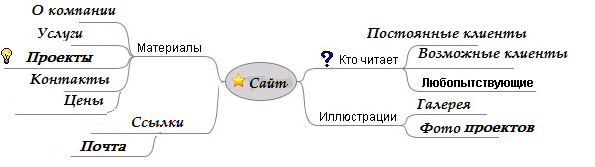 О компании
Услуги
Проекты
Контакты
Цены
Материалы
Ссылки
Почта
Сайт
Кто читает
Постоянные клиенты
Возможные клиенты
Любопытствующие
Иллюстрации
Галерея
Фото проектов